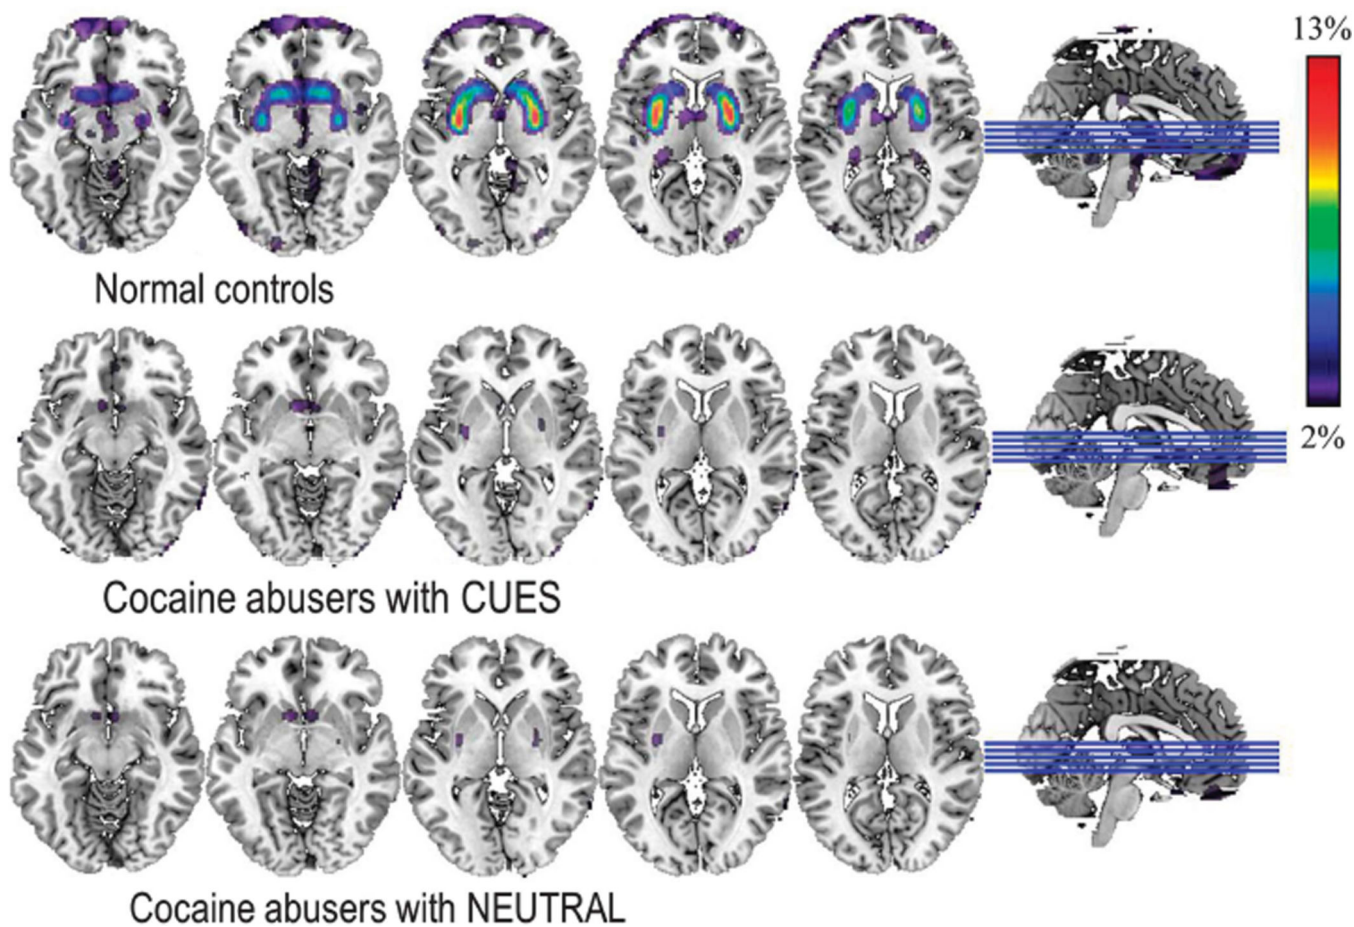 13%
Normal controls
2%
Cocaine abusers with CUES
Cocaine abusers with NEUTRAL